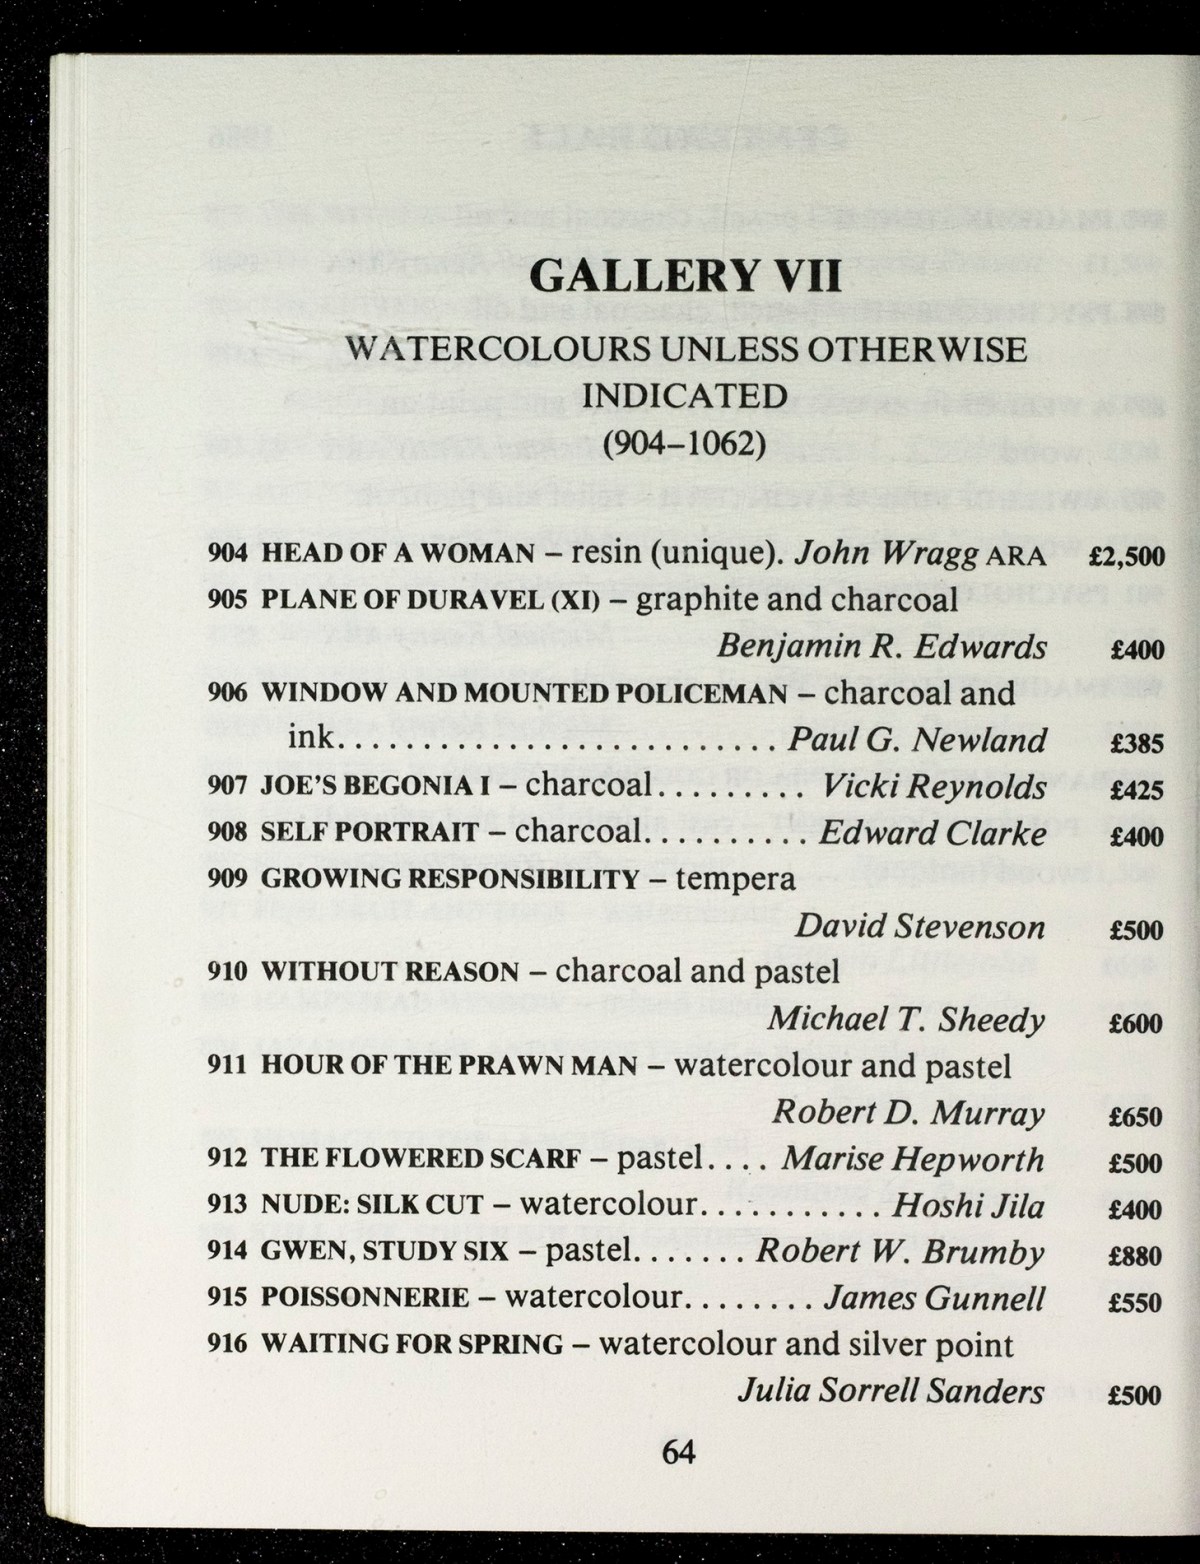 GALLERY VII
WATERCOLOURS UNLESS OTHERWISE
INDICATED
(904–1062)
904 HEAD OF A WOMAN – resin (unique). John Wragg ARA £2,500
905 PLANE OF DURAVEL (XI) – graphite and charcoal
Benjamin R. Edwards £400
906 WINDOW AND MOUNTED POLICEMAN – charcoal and
ink........................... Paul G. Newland £385
907 JOE'S BEGONIA I – charcoal......... Vicki Reynolds £425
908 SELF PORTRAIT – charcoal.......... Edward Clarke £400
909 GROWING RESPONSIBILITY – tempera
David Stevenson £500
910 WITHOUT REASON – charcoal and pastel
Michael T. Sheedy £600
911 HOUR OF THE PRAWN MAN – watercolour and pastel
Robert D. Murray £650
912 THE FLOWERED SCARF – pastel.... Marise Hepworth £500
913 NUDE: SILK CUT – watercolour........... Hoshi Jila £400
914 GWEN, STUDY SIX – pastel....... Robert W. Brumby £880
915 POISSONNERIE – watercolour........ James Gunnell £550
916 WAITING FOR SPRING – watercolour and silver point
Julia Sorrell Sanders £500
64